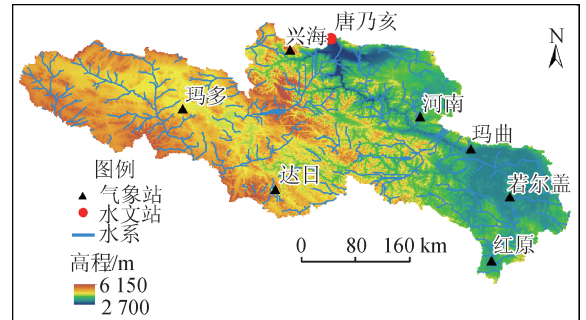 唐乃亥
兴海
N
玛多
河南
玛曲
图例
气象站
达日
若尔盖
水文站
水系
红原
0 80 160 km
高程/m
6 150
2 700